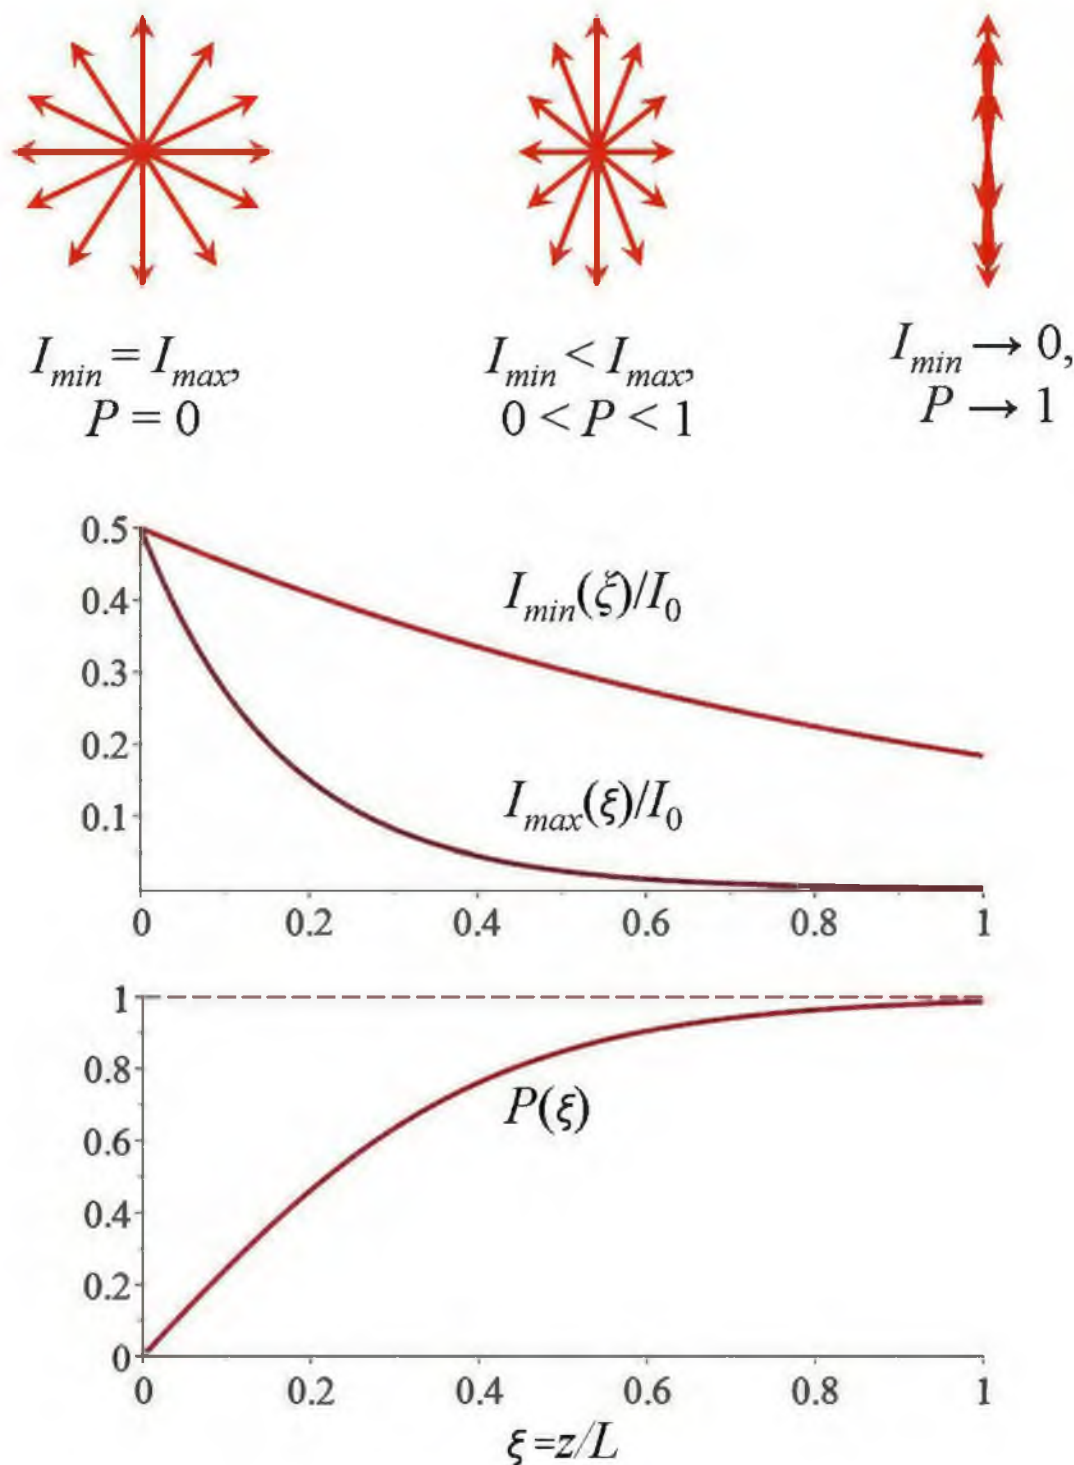 I_min = I_max,
P = 0
I_min < I_max,
0 < P < 1
I_min → 0,
P → 1
0.5
0.4
0.3
0.2
0.1
I_min(ζ)/I_0
I_max(ξ)/I_0
0 0.2 0.4 0.6 0.8 1
1
0.8
0.6
0.4
0.2
0
P(ξ)
0 0.2 0.4 0.6 0.8 1
ξ=z/L